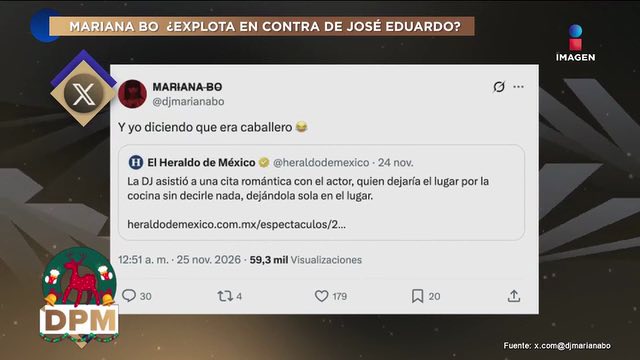 MARIANA BO ¿EXPLOTA EN CONTRA DE JOSÉ EDUARDO?
IMAGEN
X
MARIANA BO
@djmarianabo
Y yo diciendo que era caballero 😂
H El Heraldo de México @heraldodemexico · 24 nov.
La DJ asistió a una cita romántica con el actor, quien dejaría el lugar por la
cocina sin decirle nada, dejándola sola en el lugar.
heraldodemexico.com.mx/espectaculos/2...
12:51 a. m. · 25 nov. 2026 · 59,3 mil Visualizaciones
30 4 179 20
DPM
Fuente: x.com@djmarianabo